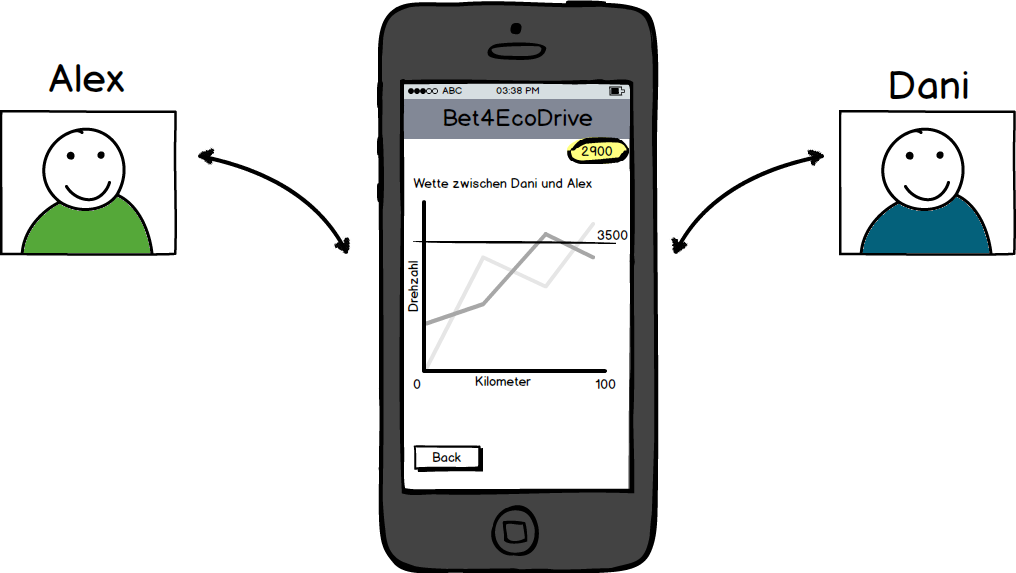 Alex
Dani
ABC 03:38 PM
Bet4EcoDrive
2900
Wette zwischen Dani und Alex
3500
Drehzahl
0 Kilometer 100
Back